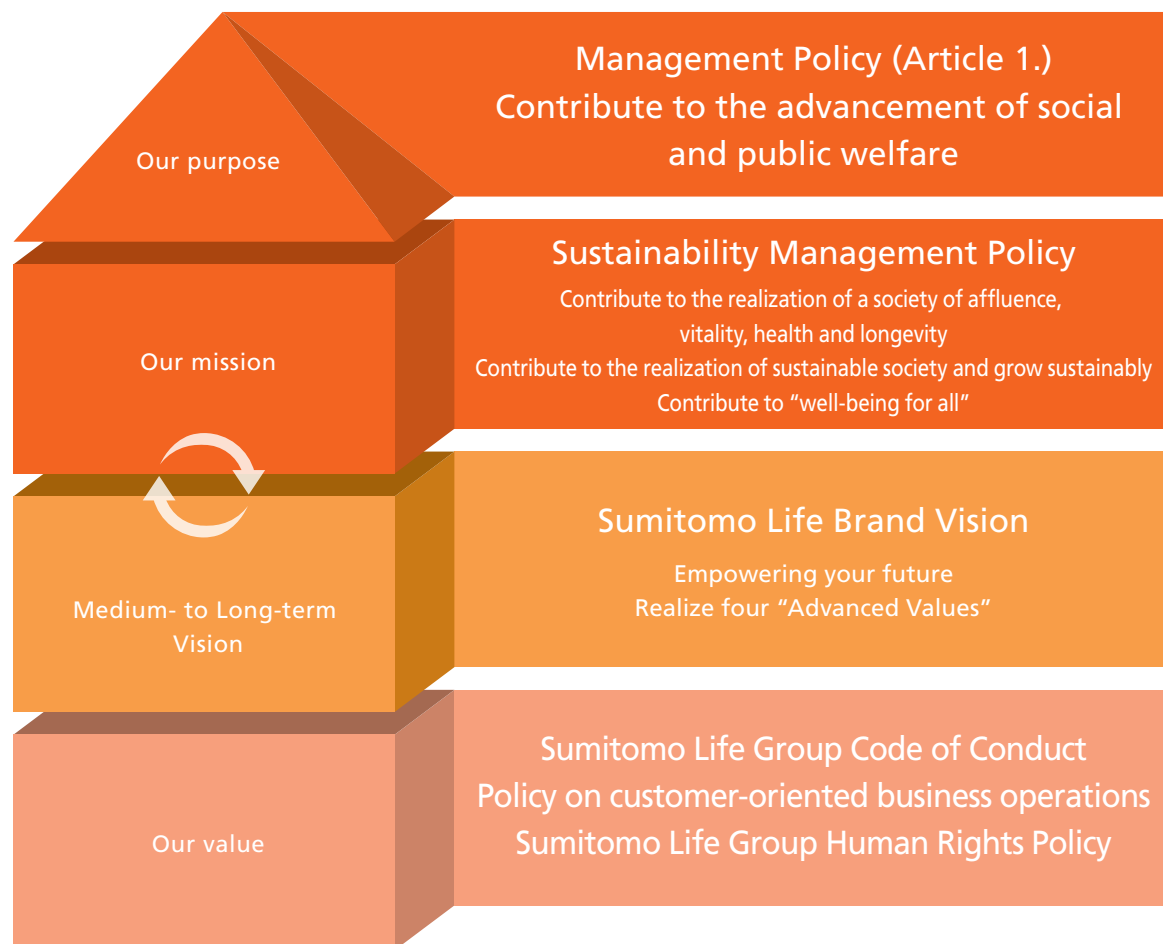 Our purpose
Management Policy (Article 1.)
Contribute to the advancement of social
and public welfare
Our mission
Sustainability Management Policy
Contribute to the realization of a society of affluence,
vitality, health and longevity
Contribute to the realization of sustainable society and grow sustainably
Contribute to “well-being for all”
Medium- to Long-term
Vision
Sumitomo Life Brand Vision
Empowering your future
Realize four “Advanced Values”
Our value
Sumitomo Life Group Code of Conduct
Policy on customer-oriented business operations
Sumitomo Life Group Human Rights Policy